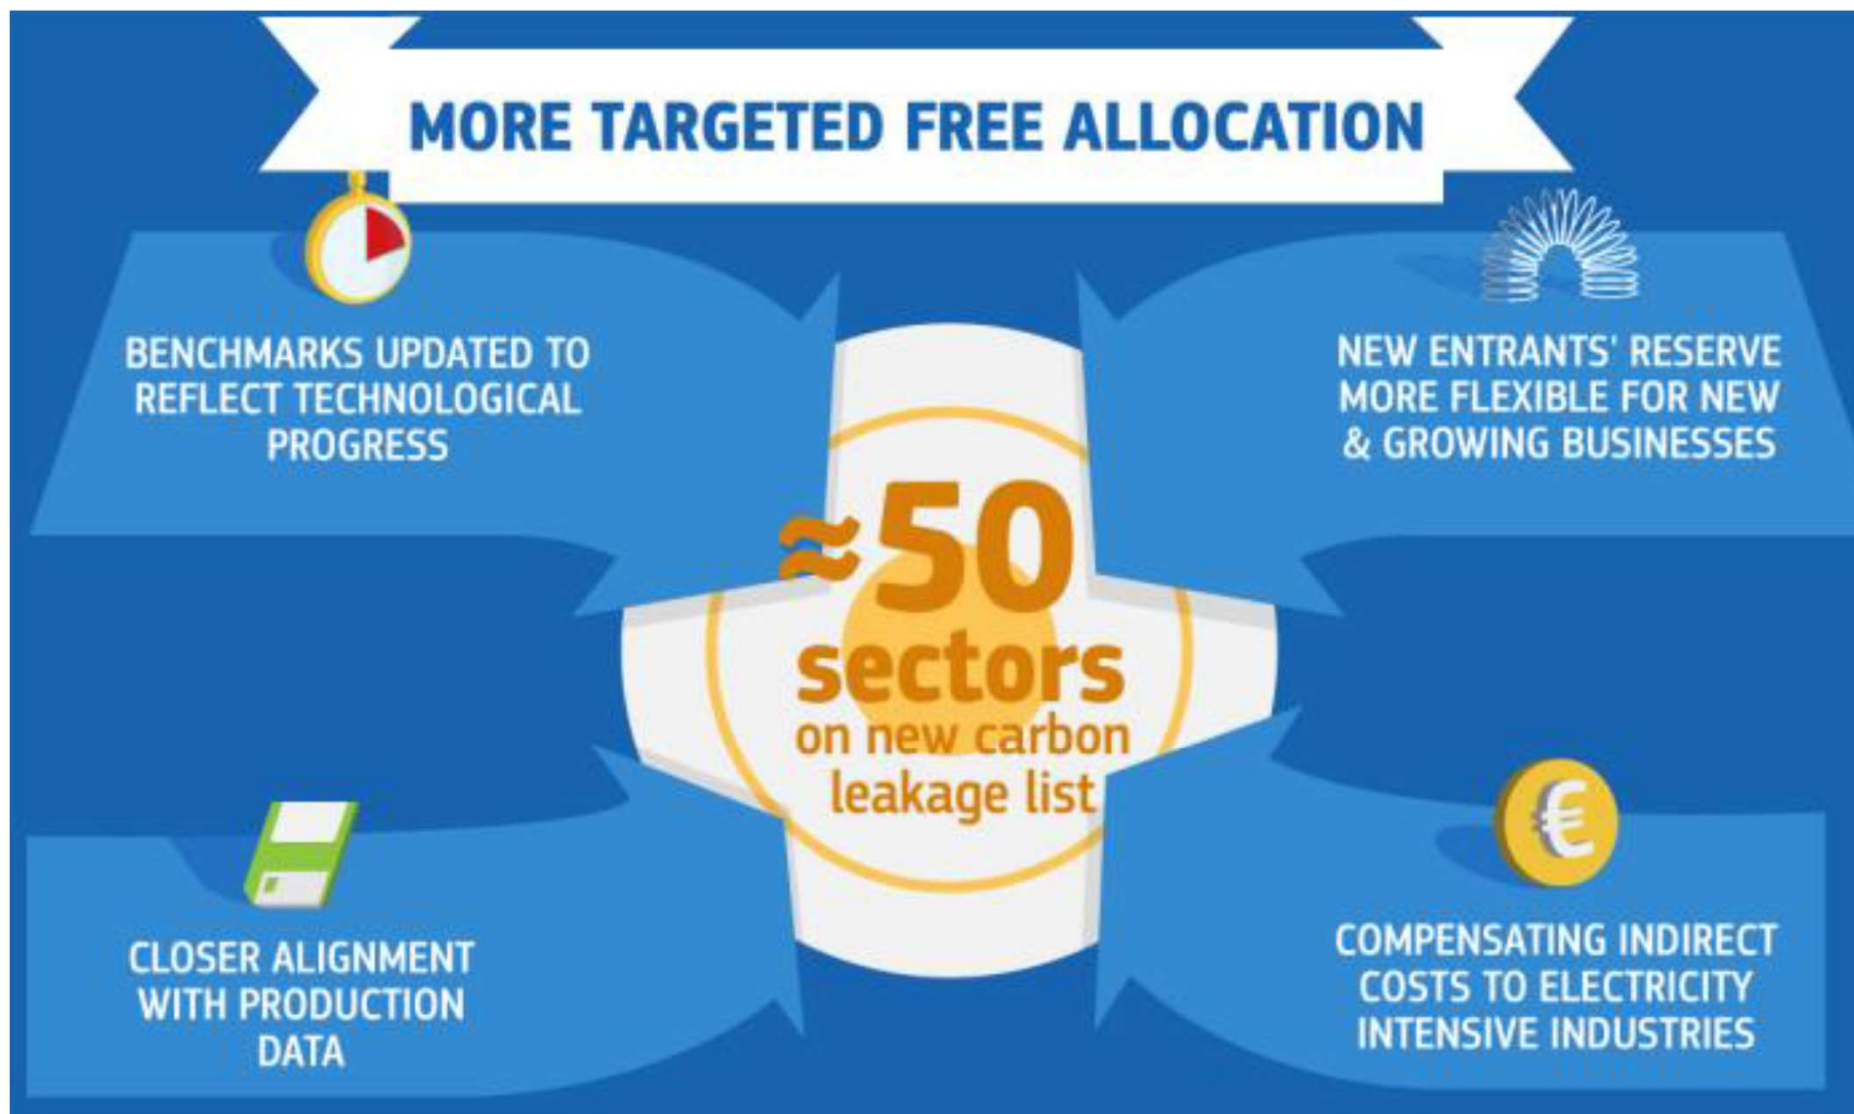 MORE TARGETED FREE ALLOCATION
BENCHMARKS UPDATED TO
REFLECT TECHNOLOGICAL
PROGRESS
NEW ENTRANTS' RESERVE
MORE FLEXIBLE FOR NEW
& GROWING BUSINESSES
≈50
sectors
on new carbon
leakage list
CLOSER ALIGNMENT
WITH PRODUCTION
DATA
COMPENSATING INDIRECT
COSTS TO ELECTRICITY
INTENSIVE INDUSTRIES
€